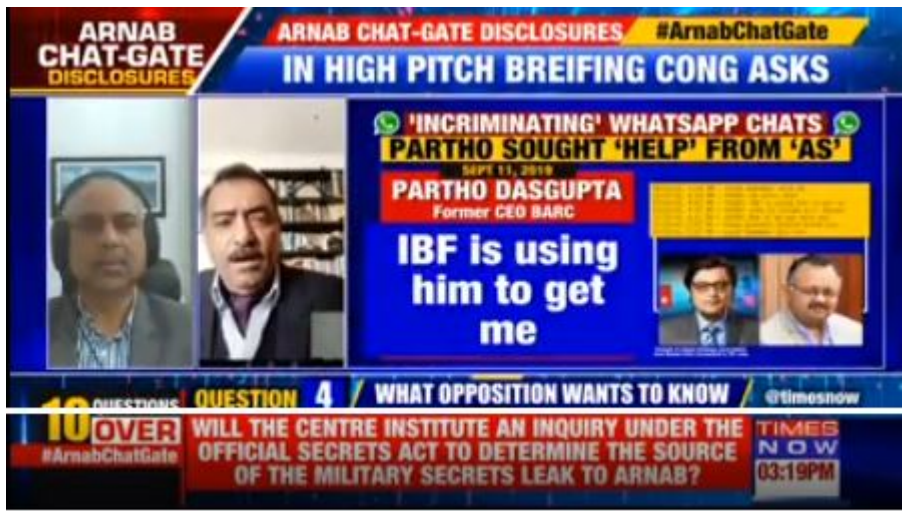 ARNAB
CHAT-GATE
DISCLOSURES
ARNAB CHAT-GATE DISCLOSURES
#ArnabChatGate
IN HIGH PITCH BREIFING CONG ASKS
'INCRIMINATING' WHATSAPP CHATS
PARTHO SOUGHT 'HELP' FROM 'AS'
SEPT 11, 2019
PARTHO DASGUPTA
Former CEO BARC
IBF is using
him to get
me
QUESTION 4
WHAT OPPOSITION WANTS TO KNOW
@timesnow
10 QUESTIONS
OVER
#ArnabChatGate
WILL THE CENTRE INSTITUTE AN INQUIRY UNDER THE
OFFICIAL SECRETS ACT TO DETERMINE THE SOURCE
OF THE MILITARY SECRETS LEAK TO ARNAB?
TIMES
NOW
03:19PM